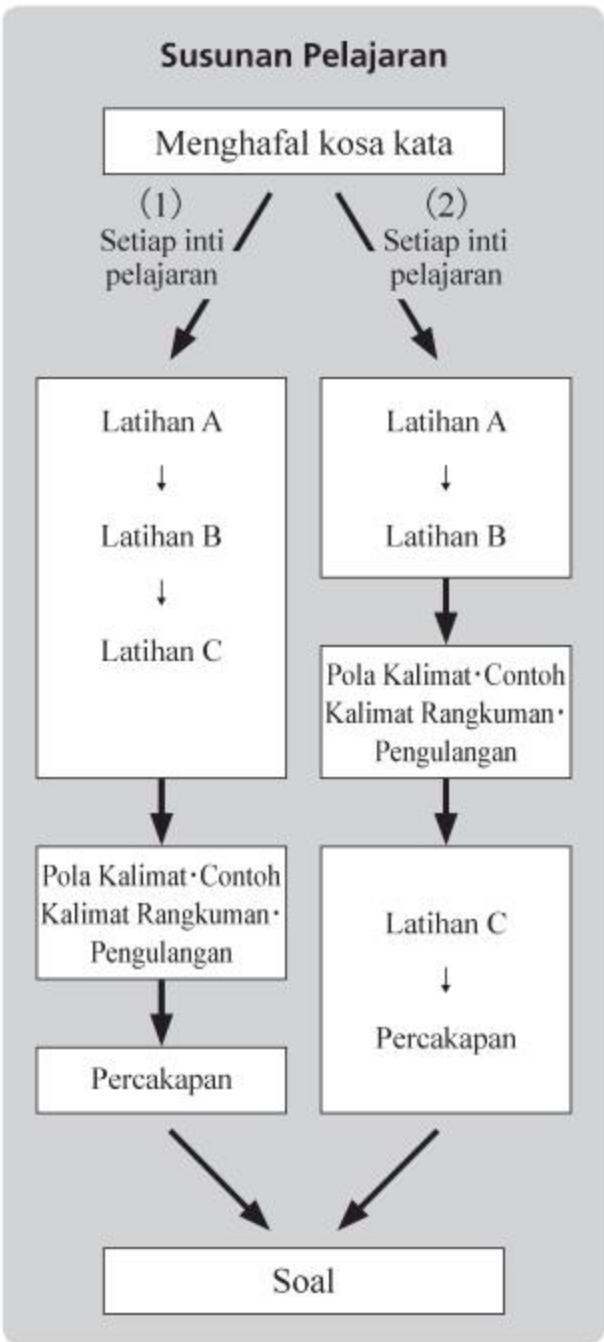 Susunan Pelajaran
Menghafal kosa kata
(1)
Setiap inti
pelajaran
(2)
Setiap inti
pelajaran
Latihan A
↓
Latihan B
↓
Latihan C
Pola Kalimat・Contoh
Kalimat Rangkuman・
Pengulangan
Percakapan
Latihan A
↓
Latihan B
Pola Kalimat・Contoh
Kalimat Rangkuman・
Pengulangan
Latihan C
↓
Percakapan
Soal